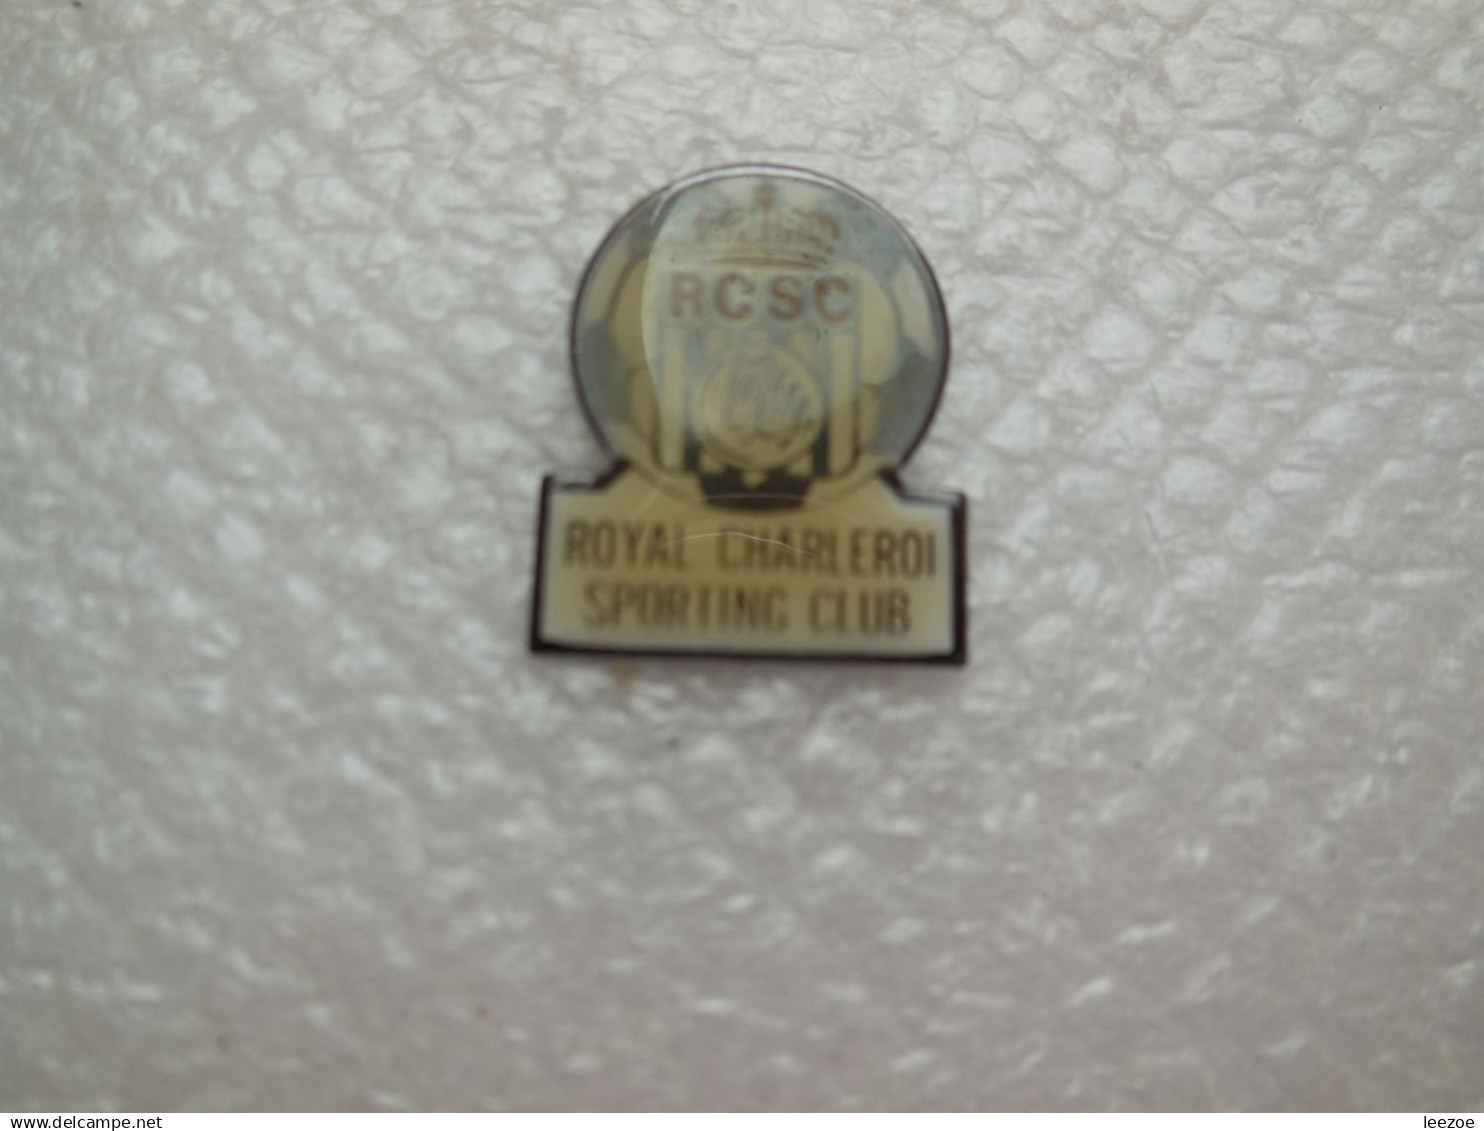 RCSC
ROYAL CHARLEROI
SPORTING CLUB
www.delcampe.net
leezoe